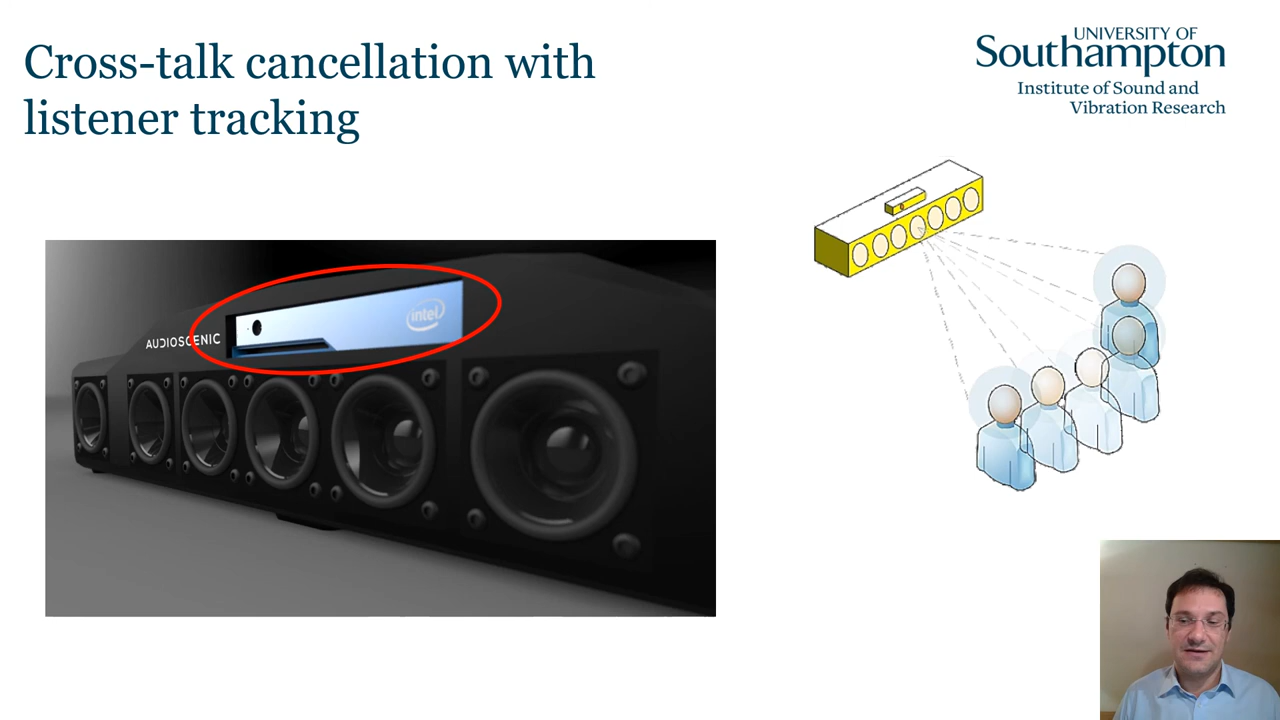 Cross-talk cancellation with
listener tracking
UNIVERSITY OF
Southampton
Institute of Sound and
Vibration Research
AUDIOSCENIC
intel